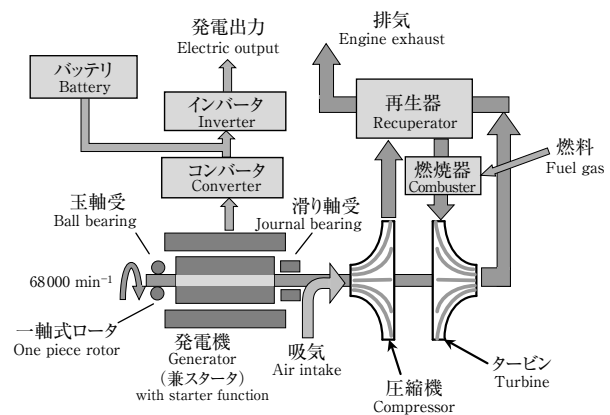 発電出力
Electric output
排気
Engine exhaust
バッテリ
Battery
インバータ
Inverter
再生器
Recuperator
コンバータ
Converter
燃焼器
Combuster
燃料
Fuel gas
玉軸受
Ball bearing
滑り軸受
Journal bearing
68000 min⁻¹
一軸式ロータ
One piece rotor
発電機
Generator
(兼スタータ)
with starter function
吸気
Air intake
圧縮機
Compressor
タービン
Turbine